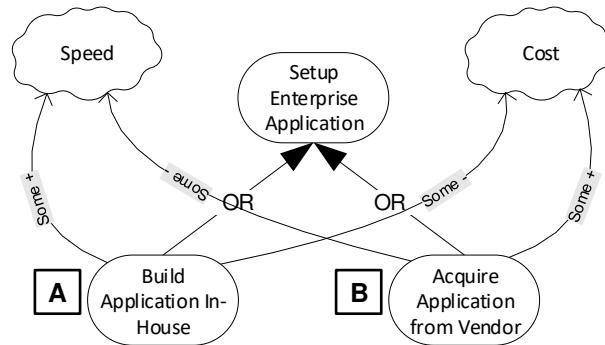 Speed
Cost
Setup
Enterprise
Application
Some +
Some -
Some -
Some +
OR
OR
A
Build
Application In-
House
B
Acquire
Application
from Vendor